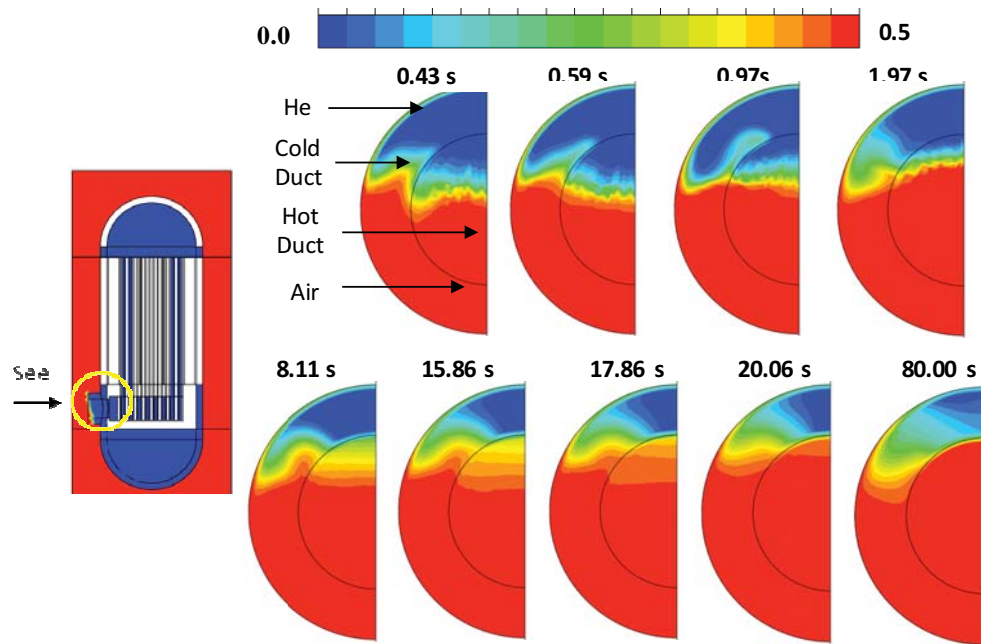 0.0
0.5
0.43 s
0.59 s
0.97s
1.97s
He
Cold
Duct
Hot
Duct
Air
See
8.11 s
15.86 s
17.86 s
20.06 s
80.00 s